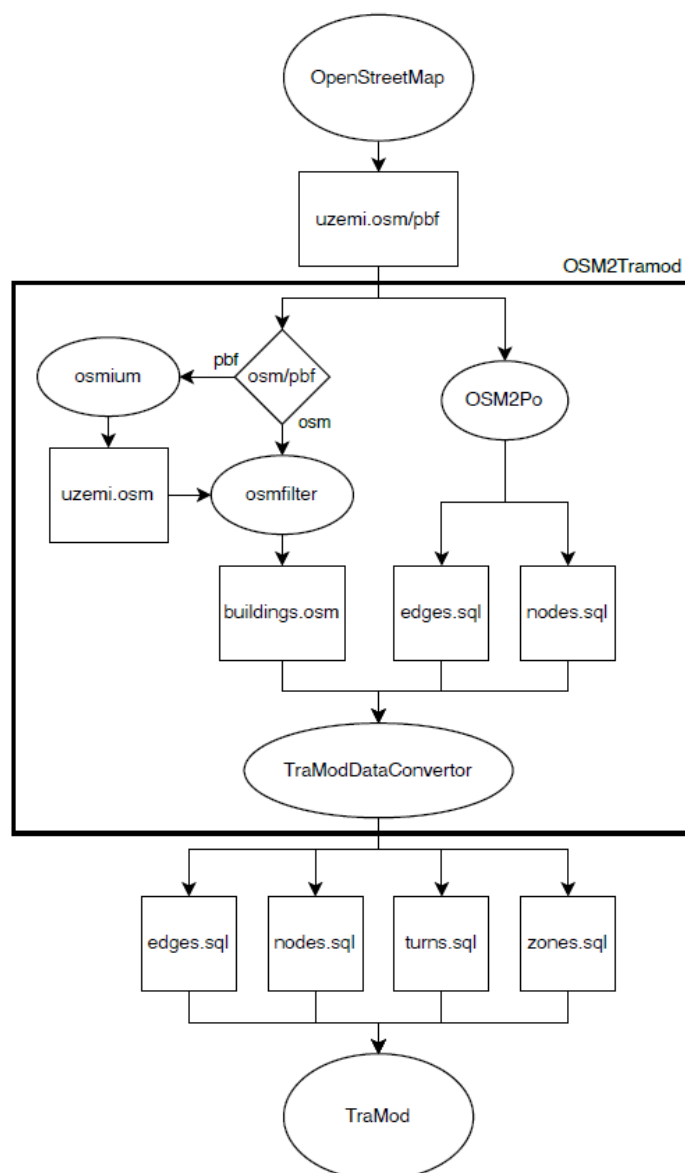 OpenStreetMap
uzemi.osm/pbf
OSM2Tramod
pbf
osmium
osm/pbf
OSM2Po
osm
uzemi.osm
osmfilter
buildings.osm
edges.sql
nodes.sql
TraModDataConvertor
edges.sql
nodes.sql
turns.sql
zones.sql
TraMod